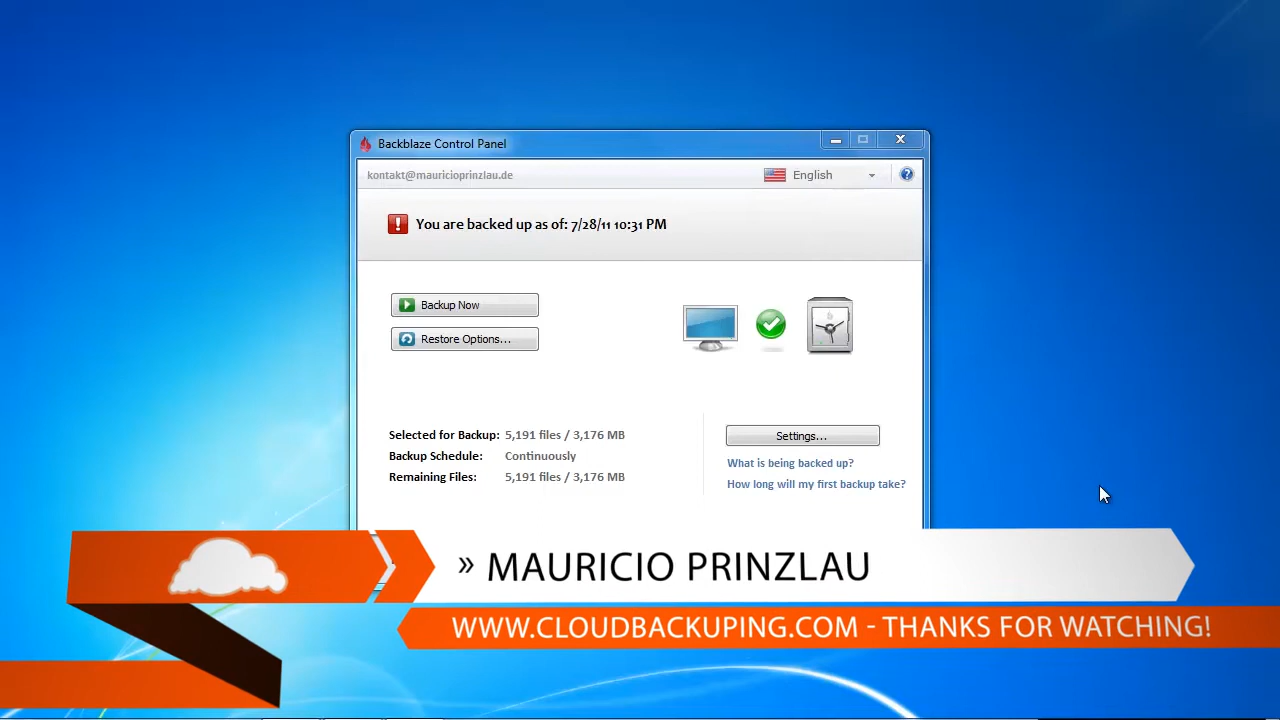 Backblaze Control Panel
kontakt@mauricioprinzlau.de English
You are backed up as of: 7/28/11 10:31 PM
Backup Now
Restore Options...
Selected for Backup: 5,191 files / 3,176 MB
Backup Schedule: Continuously
Remaining Files: 5,191 files / 3,176 MB
Settings...
What is being backed up?
How long will my first backup take?
» MAURICIO PRINZLAU
WWW.CLOUDBACKUPING.COM - THANKS FOR WATCHING!